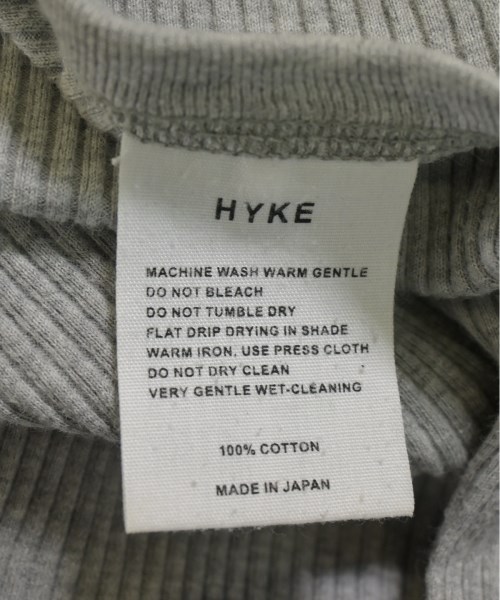 HYKE
MACHINE WASH WARM GENTLE
DO NOT BLEACH
DO NOT TUMBLE DRY
FLAT DRIP DRYING IN SHADE
WARM IRON, USE PRESS CLOTH
DO NOT DRY CLEAN
VERY GENTLE WET-CLEANING
100% COTTON
MADE IN JAPAN